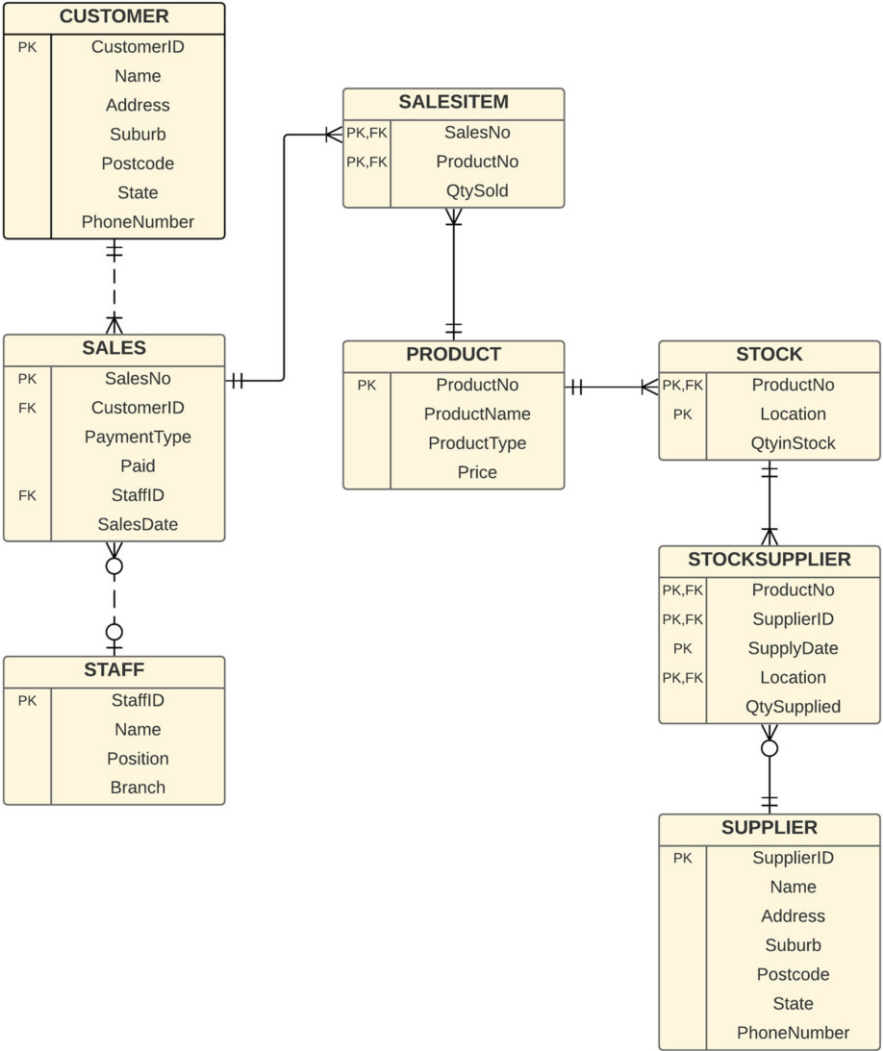 CUSTOMER
PK CustomerID
Name
Address
Suburb
Postcode
State
PhoneNumber
SALES
PK SalesNo
FK CustomerID
PaymentType
Paid
FK StaffID
SalesDate
STAFF
PK StaffID
Name
Position
Branch
SALESITEM
PK,FK SalesNo
PK,FK ProductNo
QtySold
PRODUCT
PK ProductNo
ProductName
ProductType
Price
STOCK
PK,FK ProductNo
PK Location
QtyinStock
STOCKSUPPLIER
PK,FK ProductNo
PK,FK SupplierID
PK SupplyDate
PK,FK Location
QtySupplied
SUPPLIER
PK SupplierID
Name
Address
Suburb
Postcode
State
PhoneNumber